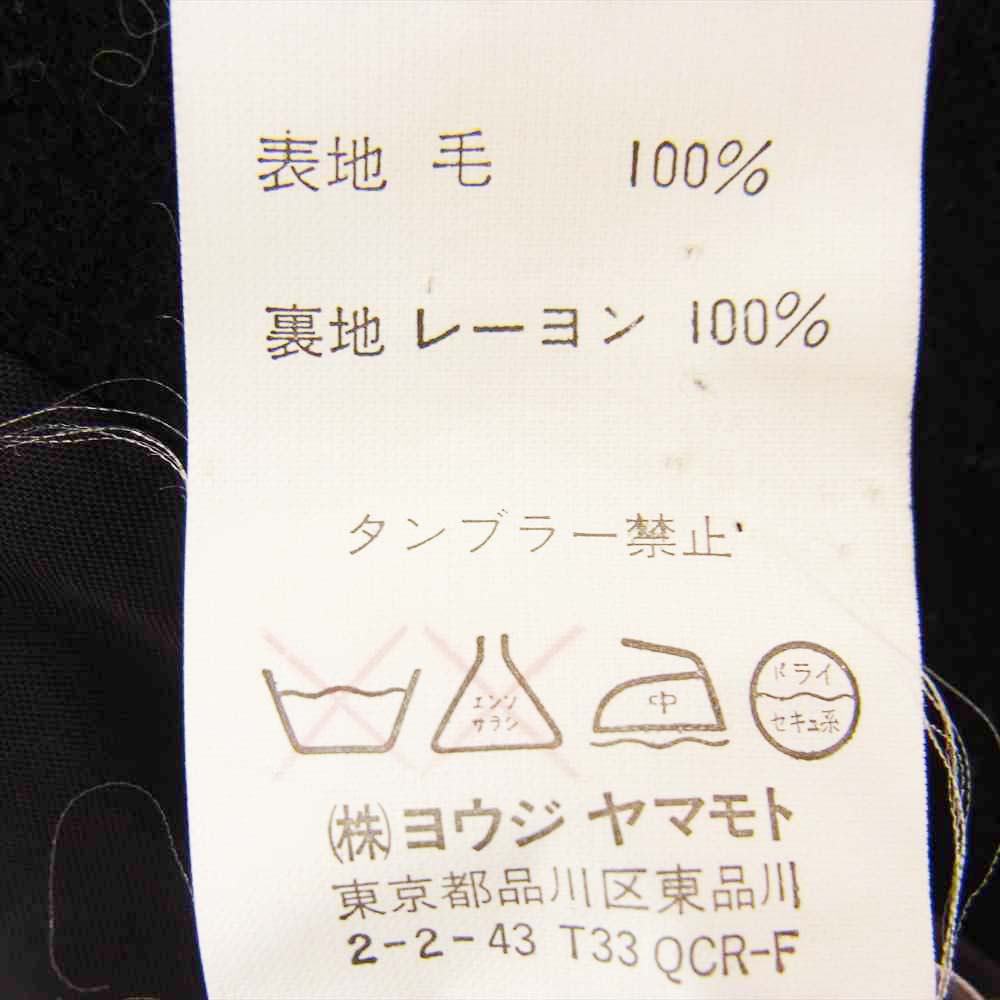 表地 毛 100%
裏地 レーヨン 100%
タンブラー禁止
エンソ
サラシ
中
ドライ
セキユ系
(株)ヨウジ ヤマモト
東京都品川区東品川
2-2-43 T33 QCR-F